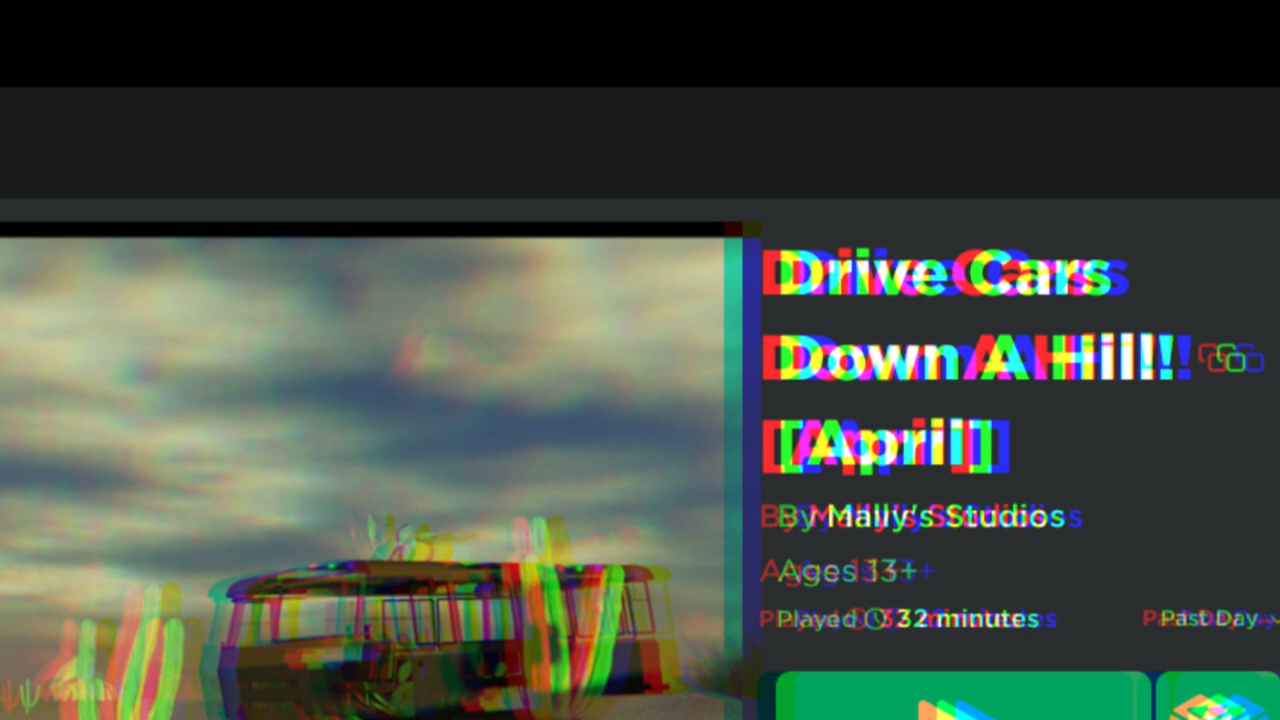 Drive Cars
Down A Hill!!
[April]
By Mally's Studios
Ages 13+
Played 32 minutes
Past Day